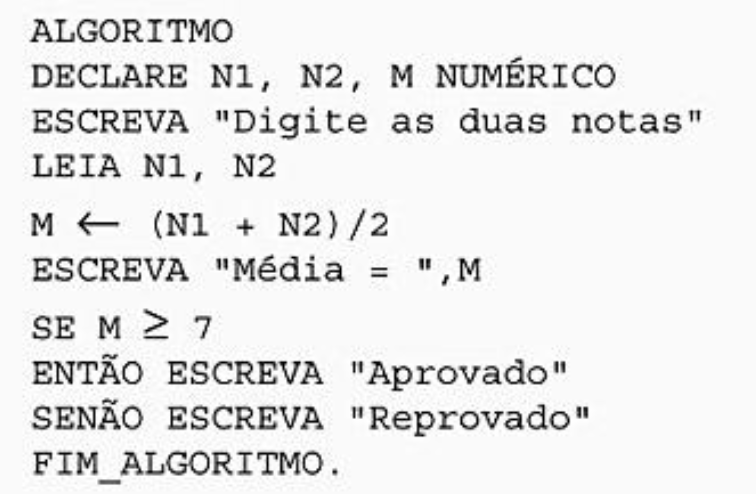 ALGORITMO
DECLARE N1, N2, M NUMÉRICO
ESCREVA "Digite as duas notas"
LEIA N1, N2
M ← (N1 + N2)/2
ESCREVA "Média = ",M
SE M ≥ 7
ENTÃO ESCREVA "Aprovado"
SENÃO ESCREVA "Reprovado"
FIM_ALGORITMO.